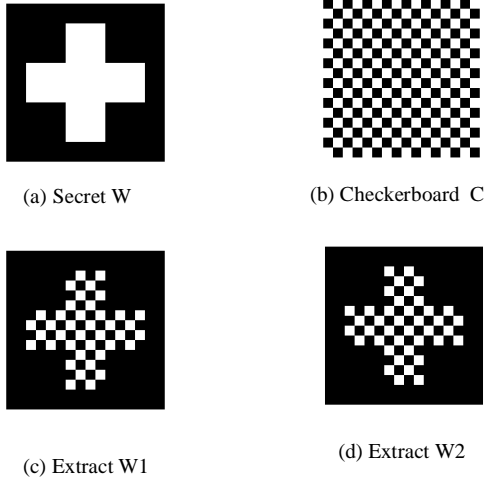 (a) Secret W
(b) Checkerboard C
(c) Extract W1
(d) Extract W2